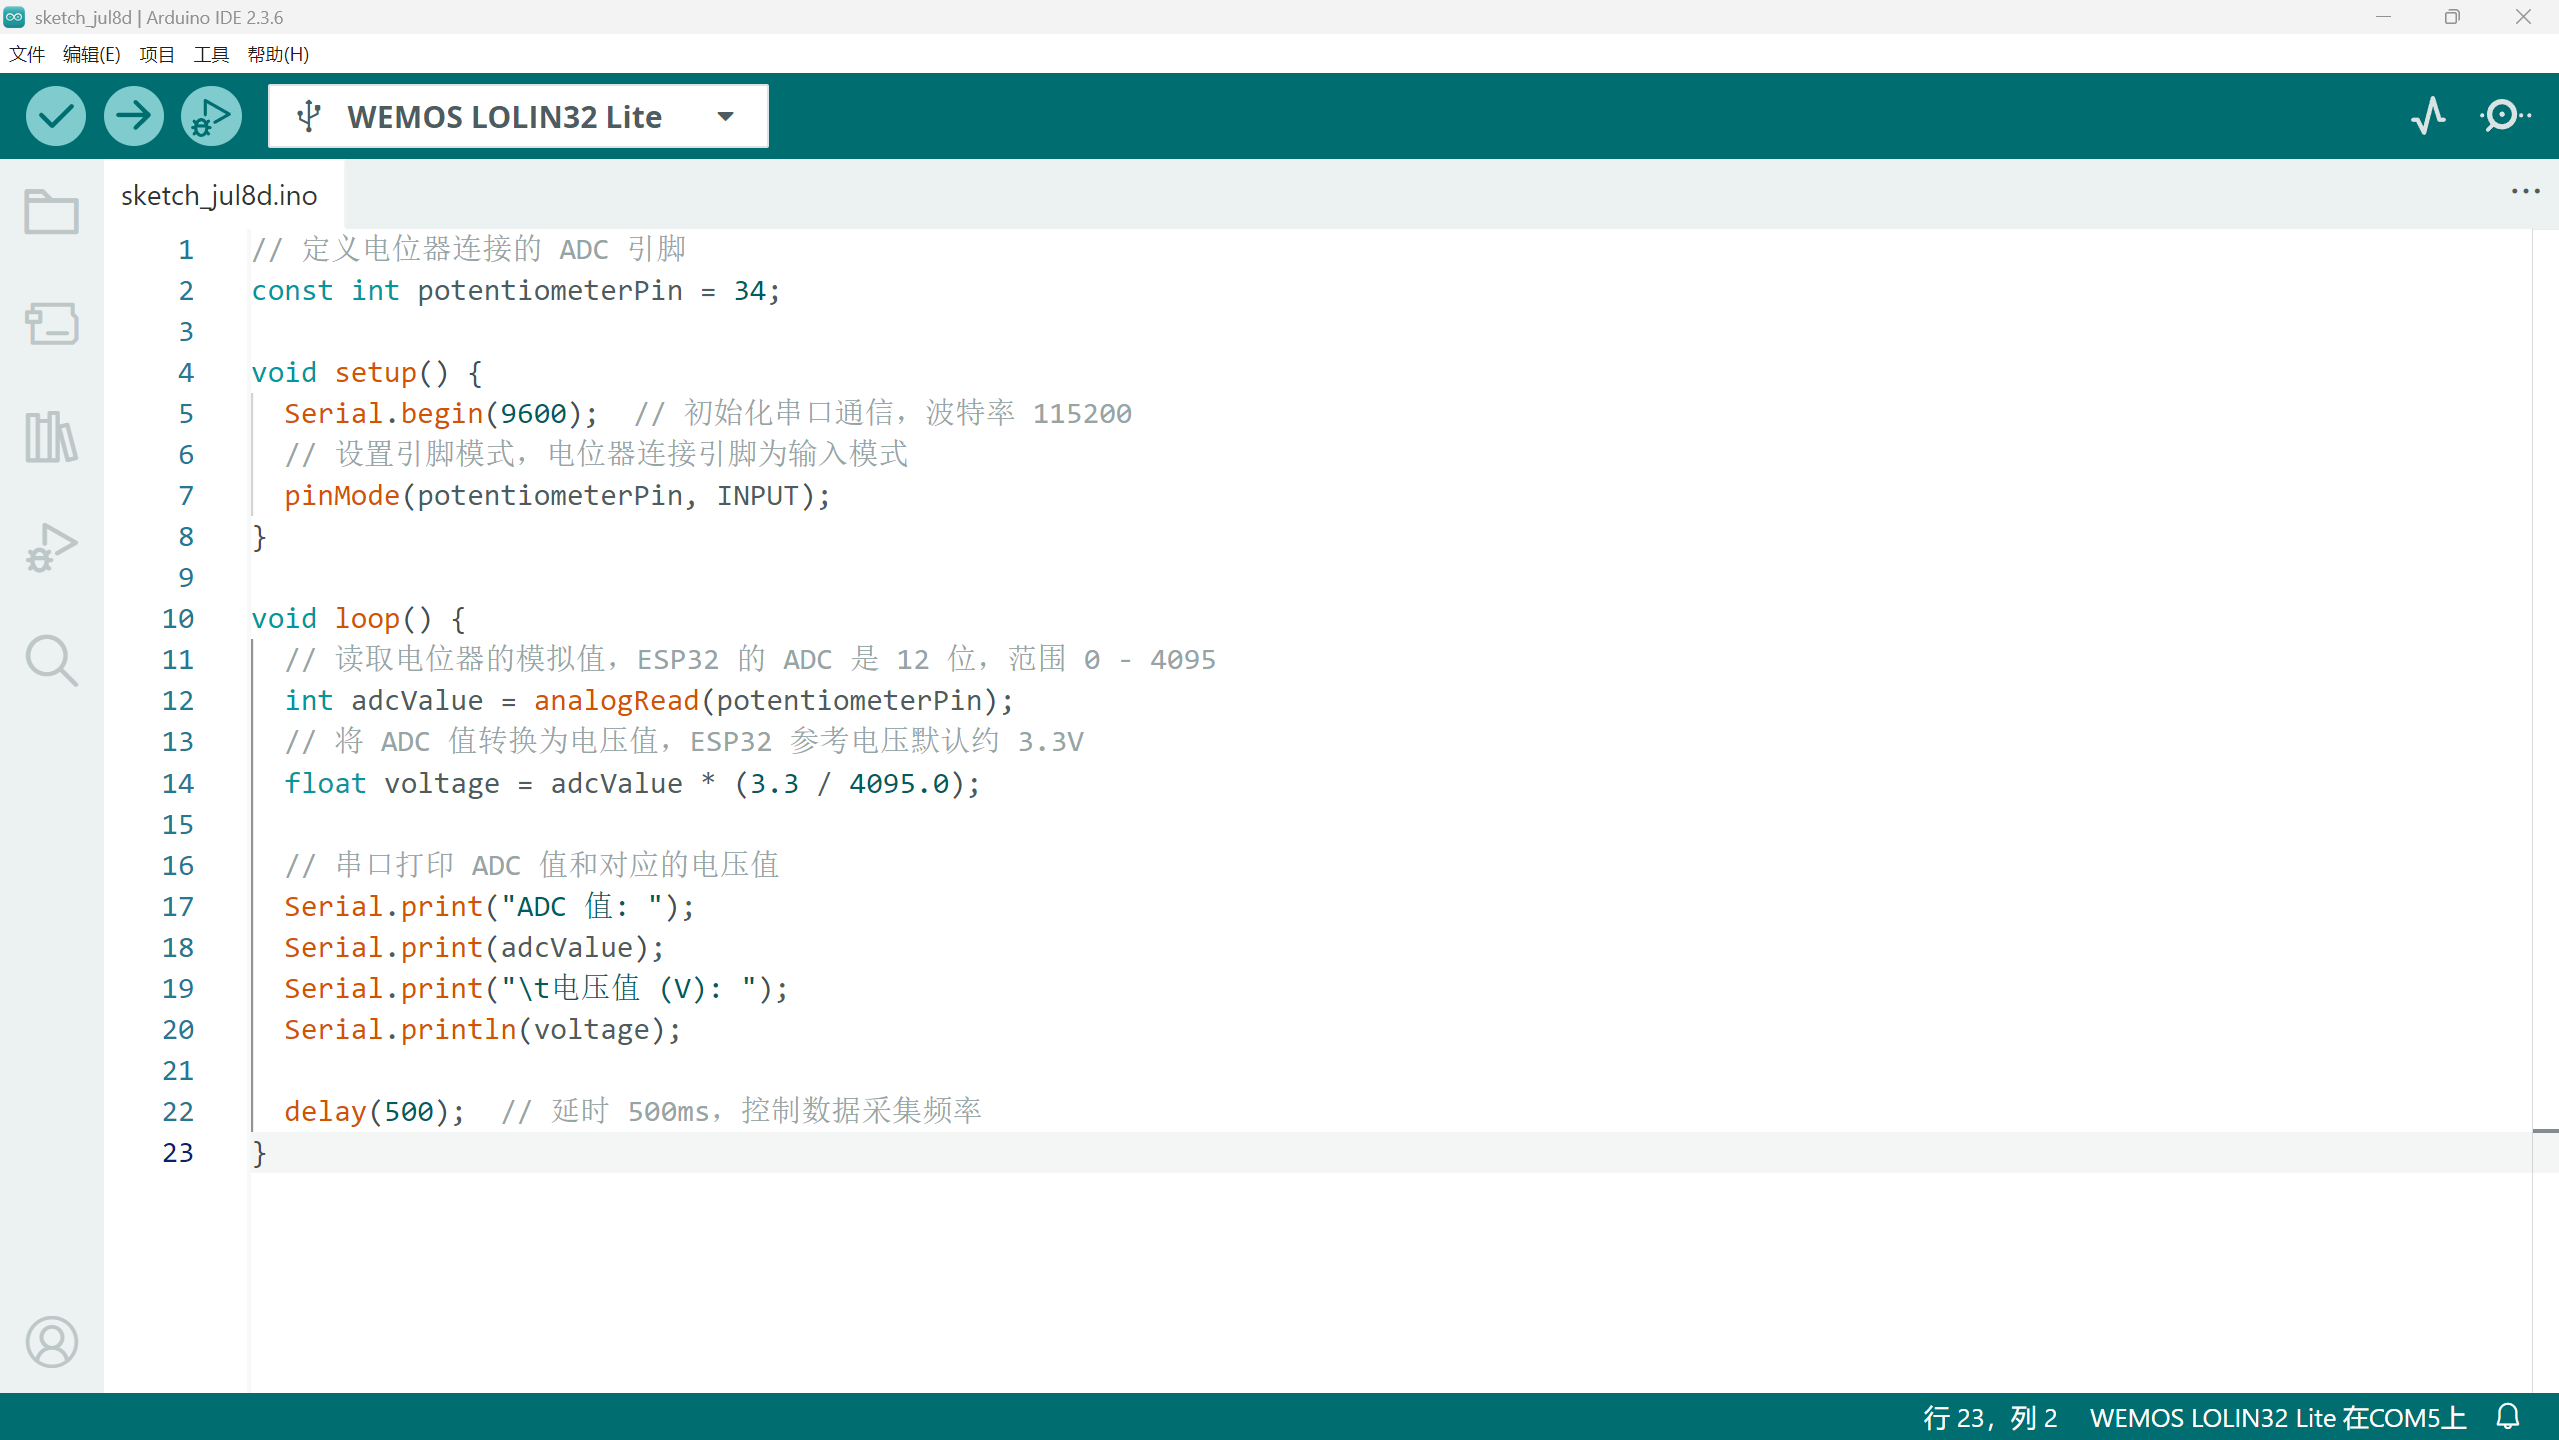 sketch_jul8d | Arduino IDE 2.3.6
文件 编辑(E) 项目 工具 帮助(H)
WEMOS LOLIN32 Lite
sketch_jul8d.ino
1 // 定义电位器连接的 ADC 引脚
2 const int potentiometerPin = 34;
3
4 void setup() {
5 Serial.begin(9600);  // 初始化串口通信，波特率 115200
6 // 设置引脚模式，电位器连接引脚为输入模式
7 pinMode(potentiometerPin, INPUT);
8 }
9
10 void loop() {
11 // 读取电位器的模拟值，ESP32 的 ADC 是 12 位，范围 0 - 4095
12 int adcValue = analogRead(potentiometerPin);
13 // 将 ADC 值转换为电压值，ESP32 参考电压默认约 3.3V
14 float voltage = adcValue * (3.3 / 4095.0);
15
16 // 串口打印 ADC 值和对应的电压值
17 Serial.print("ADC 值: ");
18 Serial.print(adcValue);
19 Serial.print("\t电压值 (V): ");
20 Serial.println(voltage);
21
22 delay(500);  // 延时 500ms，控制数据采集频率
23 }
行 23，列 2 WEMOS LOLIN32 Lite 在COM5上